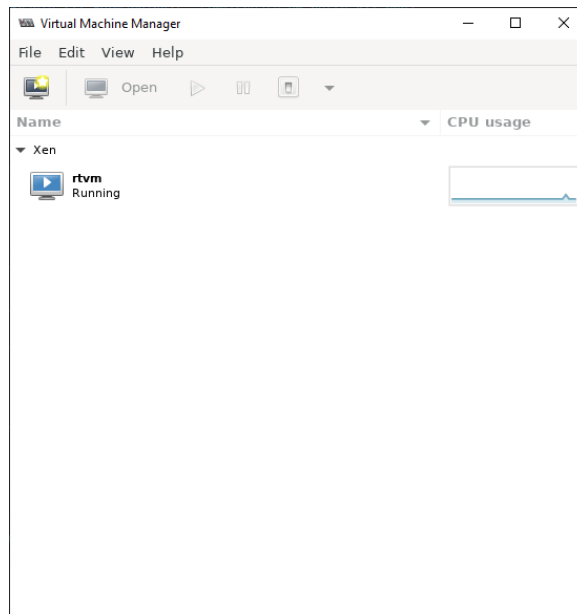 Virtual Machine Manager
File Edit View Help
Open
Name CPU usage
Xen
rtvm
Running